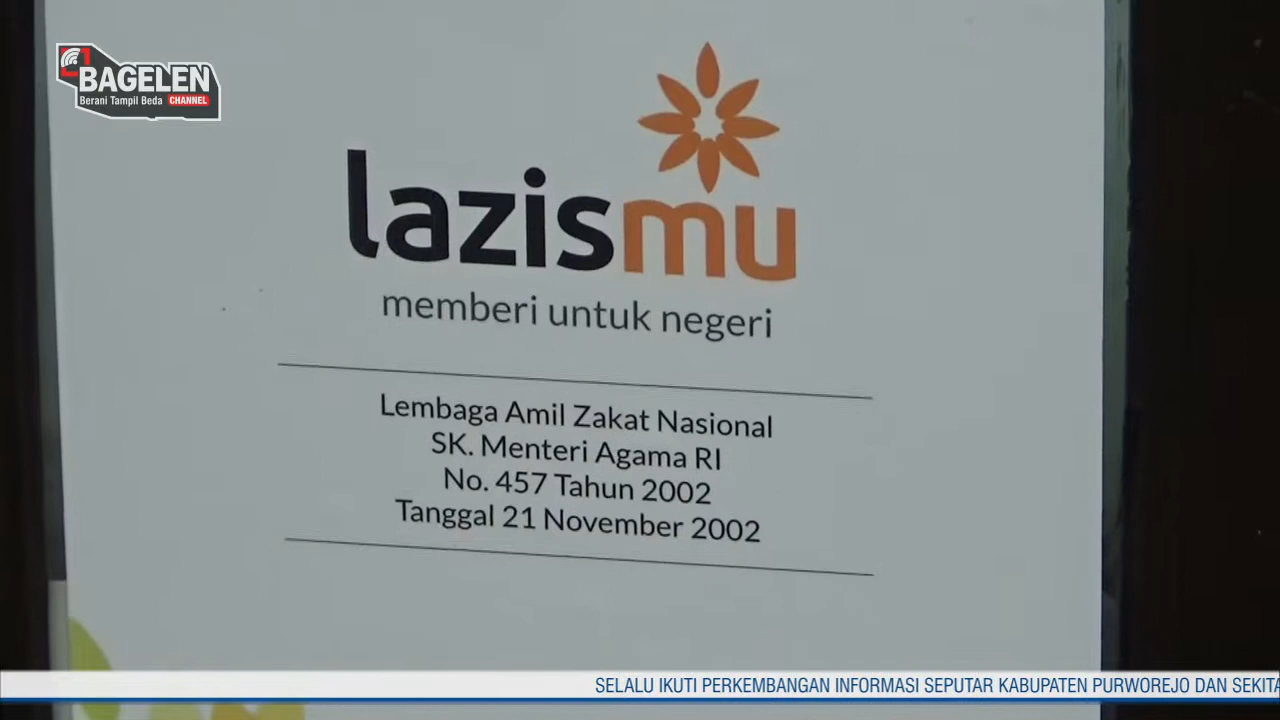 BAGELEN
Berani Tampil Beda CHANNEL
lazismu
memberi untuk negeri
Lembaga Amil Zakat Nasional
SK. Menteri Agama RI
No. 457 Tahun 2002
Tanggal 21 November 2002
SELALU IKUTI PERKEMBANGAN INFORMASI SEPUTAR KABUPATEN PURWOREJO DAN